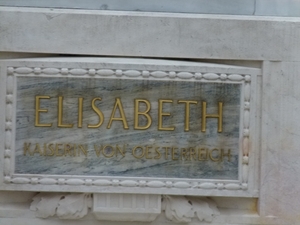 ELISABETH
KAISERIN VON OESTERREICH